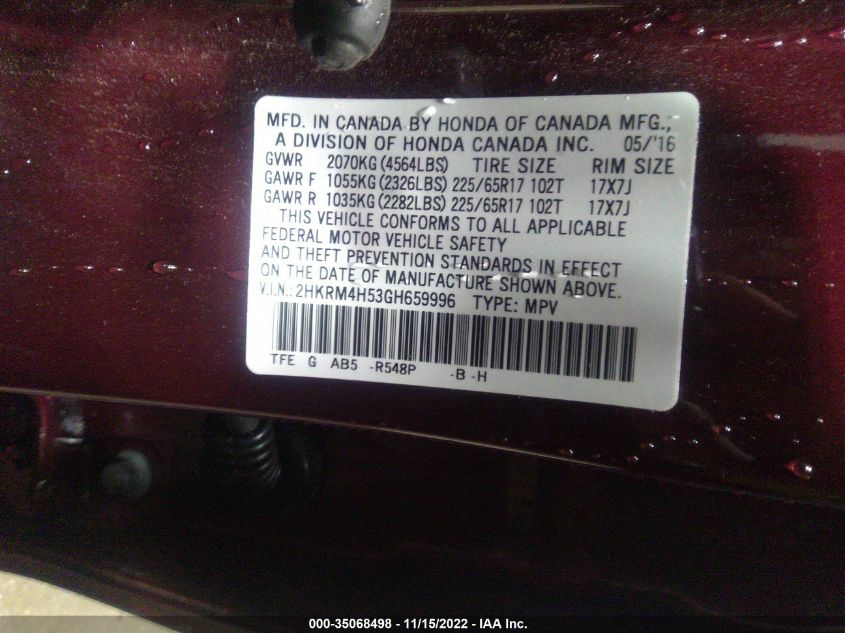 MFD. IN CANADA BY HONDA OF CANADA MFG.,
A DIVISION OF HONDA CANADA INC. 05/'16
GVWR 2070KG (4564LBS) TIRE SIZE RIM SIZE
GAWR F 1055KG (2326LBS) 225/65R17 102T 17X7J
GAWR R 1035KG (2282LBS) 225/65R17 102T 17X7J
THIS VEHICLE CONFORMS TO ALL APPLICABLE
FEDERAL MOTOR VEHICLE SAFETY
AND THEFT PREVENTION STANDARDS IN EFFECT
ON THE DATE OF MANUFACTURE SHOWN ABOVE.
V.I.N.: 2HKRM4H53GH659996 TYPE: MPV
TFE G AB5 -R548P -B -H
000-35068498 - 11/15/2022 - IAA Inc.